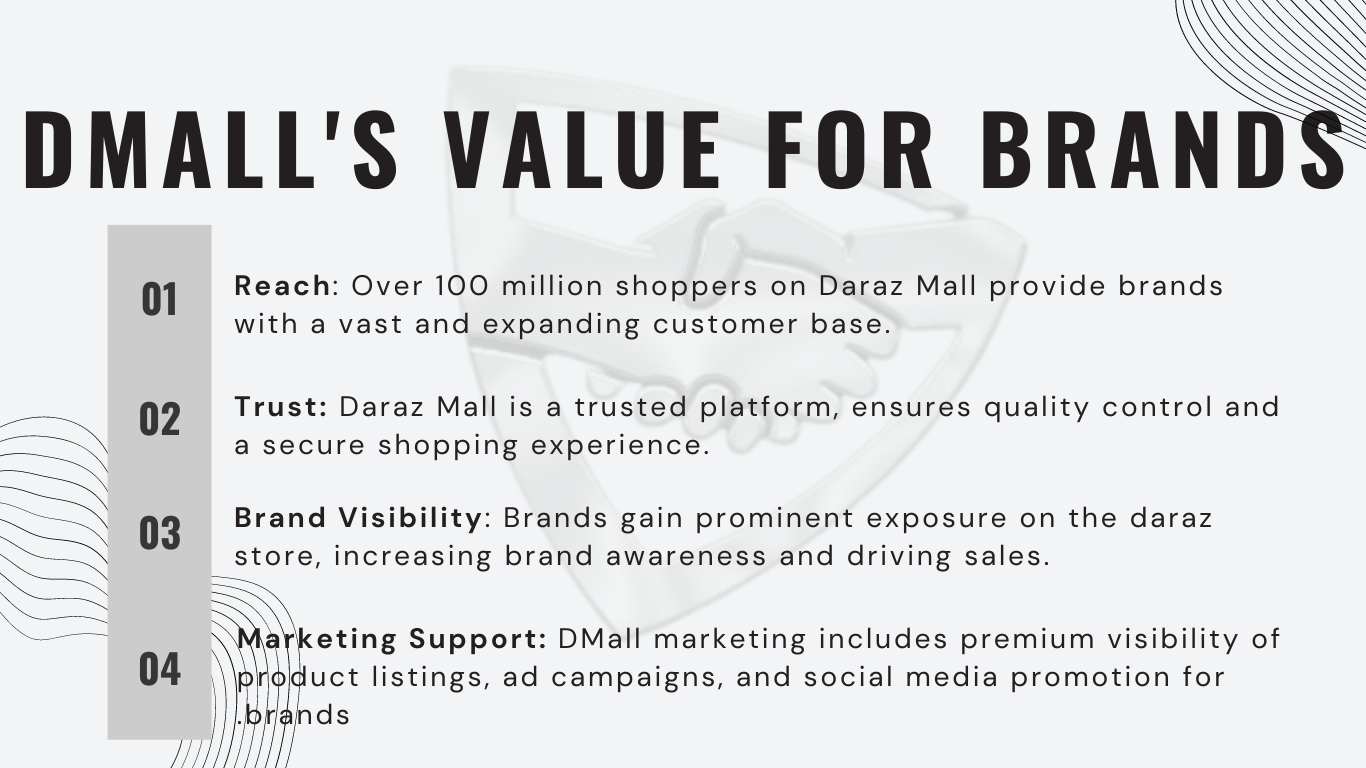 DMALL'S VALUE FOR BRANDS
01
Reach: Over 100 million shoppers on Daraz Mall provide brands
with a vast and expanding customer base.
02
Trust: Daraz Mall is a trusted platform, ensures quality control and
a secure shopping experience.
03
Brand Visibility: Brands gain prominent exposure on the daraz
store, increasing brand awareness and driving sales.
04
Marketing Support: DMall marketing includes premium visibility of
product listings, ad campaigns, and social media promotion for
.brands